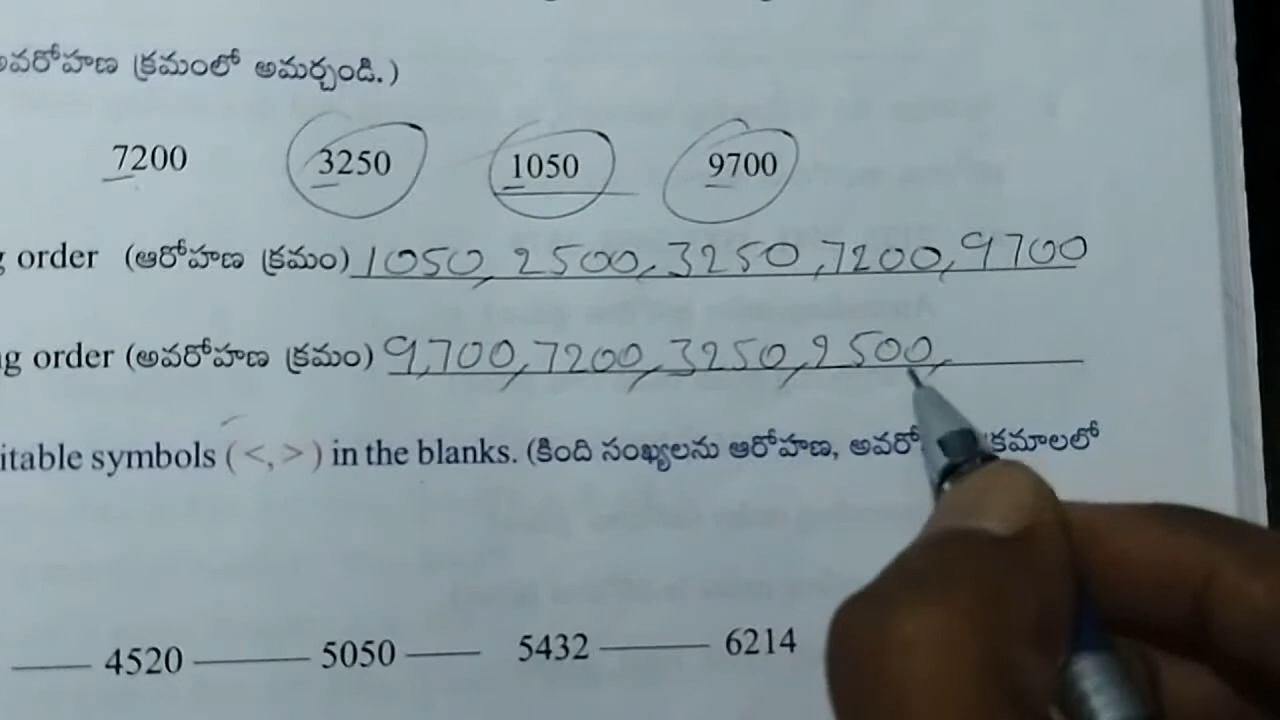 అవరోహణ క్రమంలో అమర్చండి.)
7200 3250 1050 9700
g order (ఆరోహణ క్రమం) 1050, 2500, 3250, 7200, 9700
ng order (అవరోహణ క్రమం) 9,700, 7200, 3250, 2500,
itable symbols ( <, > ) in the blanks. (కింది సంఖ్యలను ఆరోహణ, అవరో క్రమాలలో
4520 5050 5432 6214